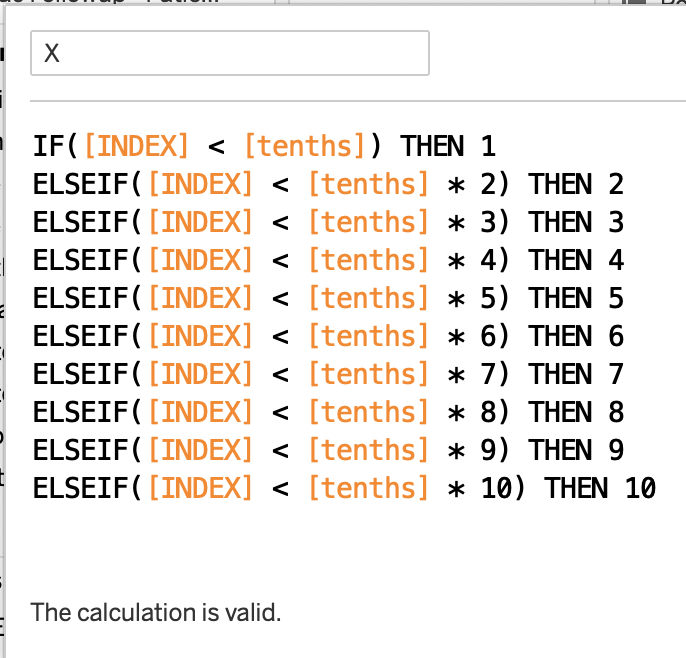 X
IF([INDEX] < [tenths]) THEN 1
ELSEIF([INDEX] < [tenths] * 2) THEN 2
ELSEIF([INDEX] < [tenths] * 3) THEN 3
ELSEIF([INDEX] < [tenths] * 4) THEN 4
ELSEIF([INDEX] < [tenths] * 5) THEN 5
ELSEIF([INDEX] < [tenths] * 6) THEN 6
ELSEIF([INDEX] < [tenths] * 7) THEN 7
ELSEIF([INDEX] < [tenths] * 8) THEN 8
ELSEIF([INDEX] < [tenths] * 9) THEN 9
ELSEIF([INDEX] < [tenths] * 10) THEN 10
The calculation is valid.